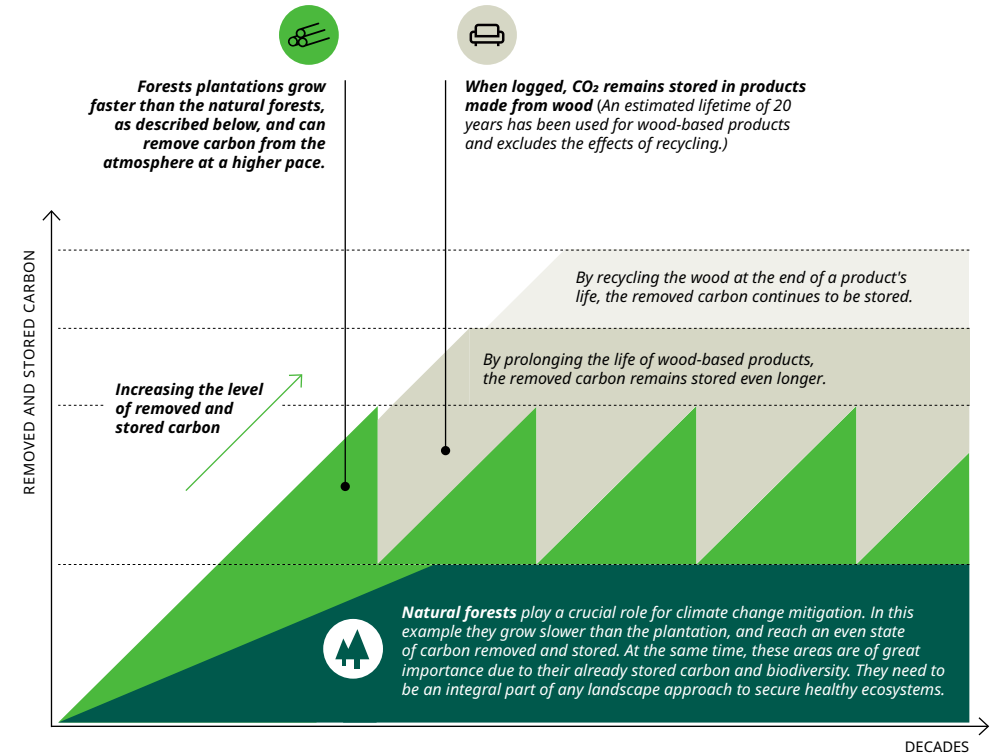 Forests plantations grow
faster than the natural forests,
as described below, and can
remove carbon from the
atmosphere at a higher pace.
When logged, CO₂ remains stored in products
made from wood (An estimated lifetime of 20
years has been used for wood-based products
and excludes the effects of recycling.)
REMOVED AND STORED CARBON
By recycling the wood at the end of a product's
life, the removed carbon continues to be stored.
By prolonging the life of wood-based products,
the removed carbon remains stored even longer.
Increasing the level
of removed and
stored carbon
Natural forests play a crucial role for climate change mitigation. In this
example they grow slower than the plantation, and reach an even state
of carbon removed and stored. At the same time, these areas are of great
importance due to their already stored carbon and biodiversity. They need to
be an integral part of any landscape approach to secure healthy ecosystems.
DECADES